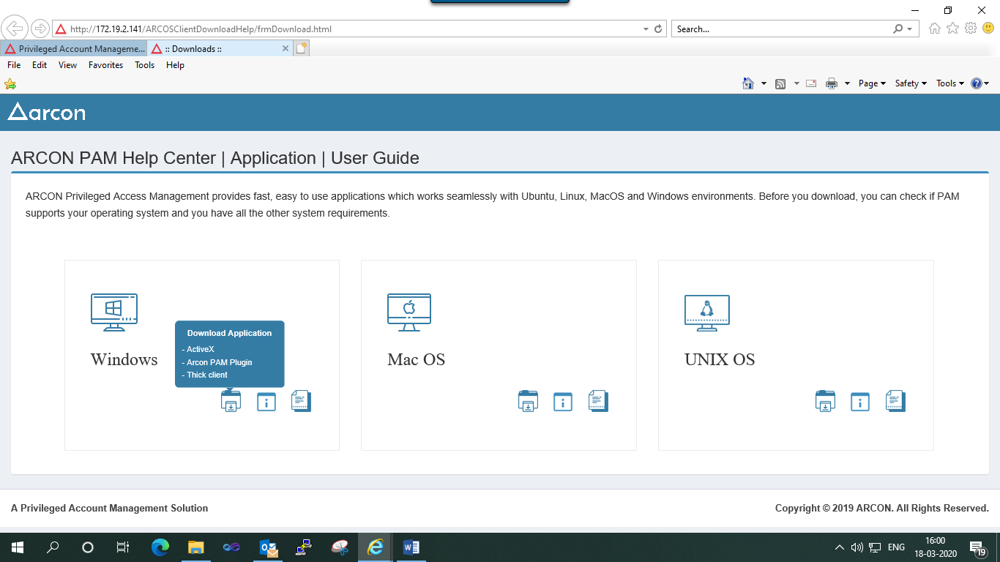 http://172.19.2.141/ARCOSClientDownloadHelp/frmDownload.html
Search...
Privileged Account Manageme...
:: Downloads ::
File Edit View Favorites Tools Help
Page Safety Tools
arcon
ARCON PAM Help Center | Application | User Guide
ARCON Privileged Access Management provides fast, easy to use applications which works seamlessly with Ubuntu, Linux, MacOS and Windows environments. Before you download, you can check if PAM
supports your operating system and you have all the other system requirements.
Windows
Download Application
- ActiveX
- Arcon PAM Plugin
- Thick client
Mac OS
UNIX OS
A Privileged Account Management Solution
Copyright © 2019 ARCON. All Rights Reserved.
ENG
16:00
18-03-2020
19